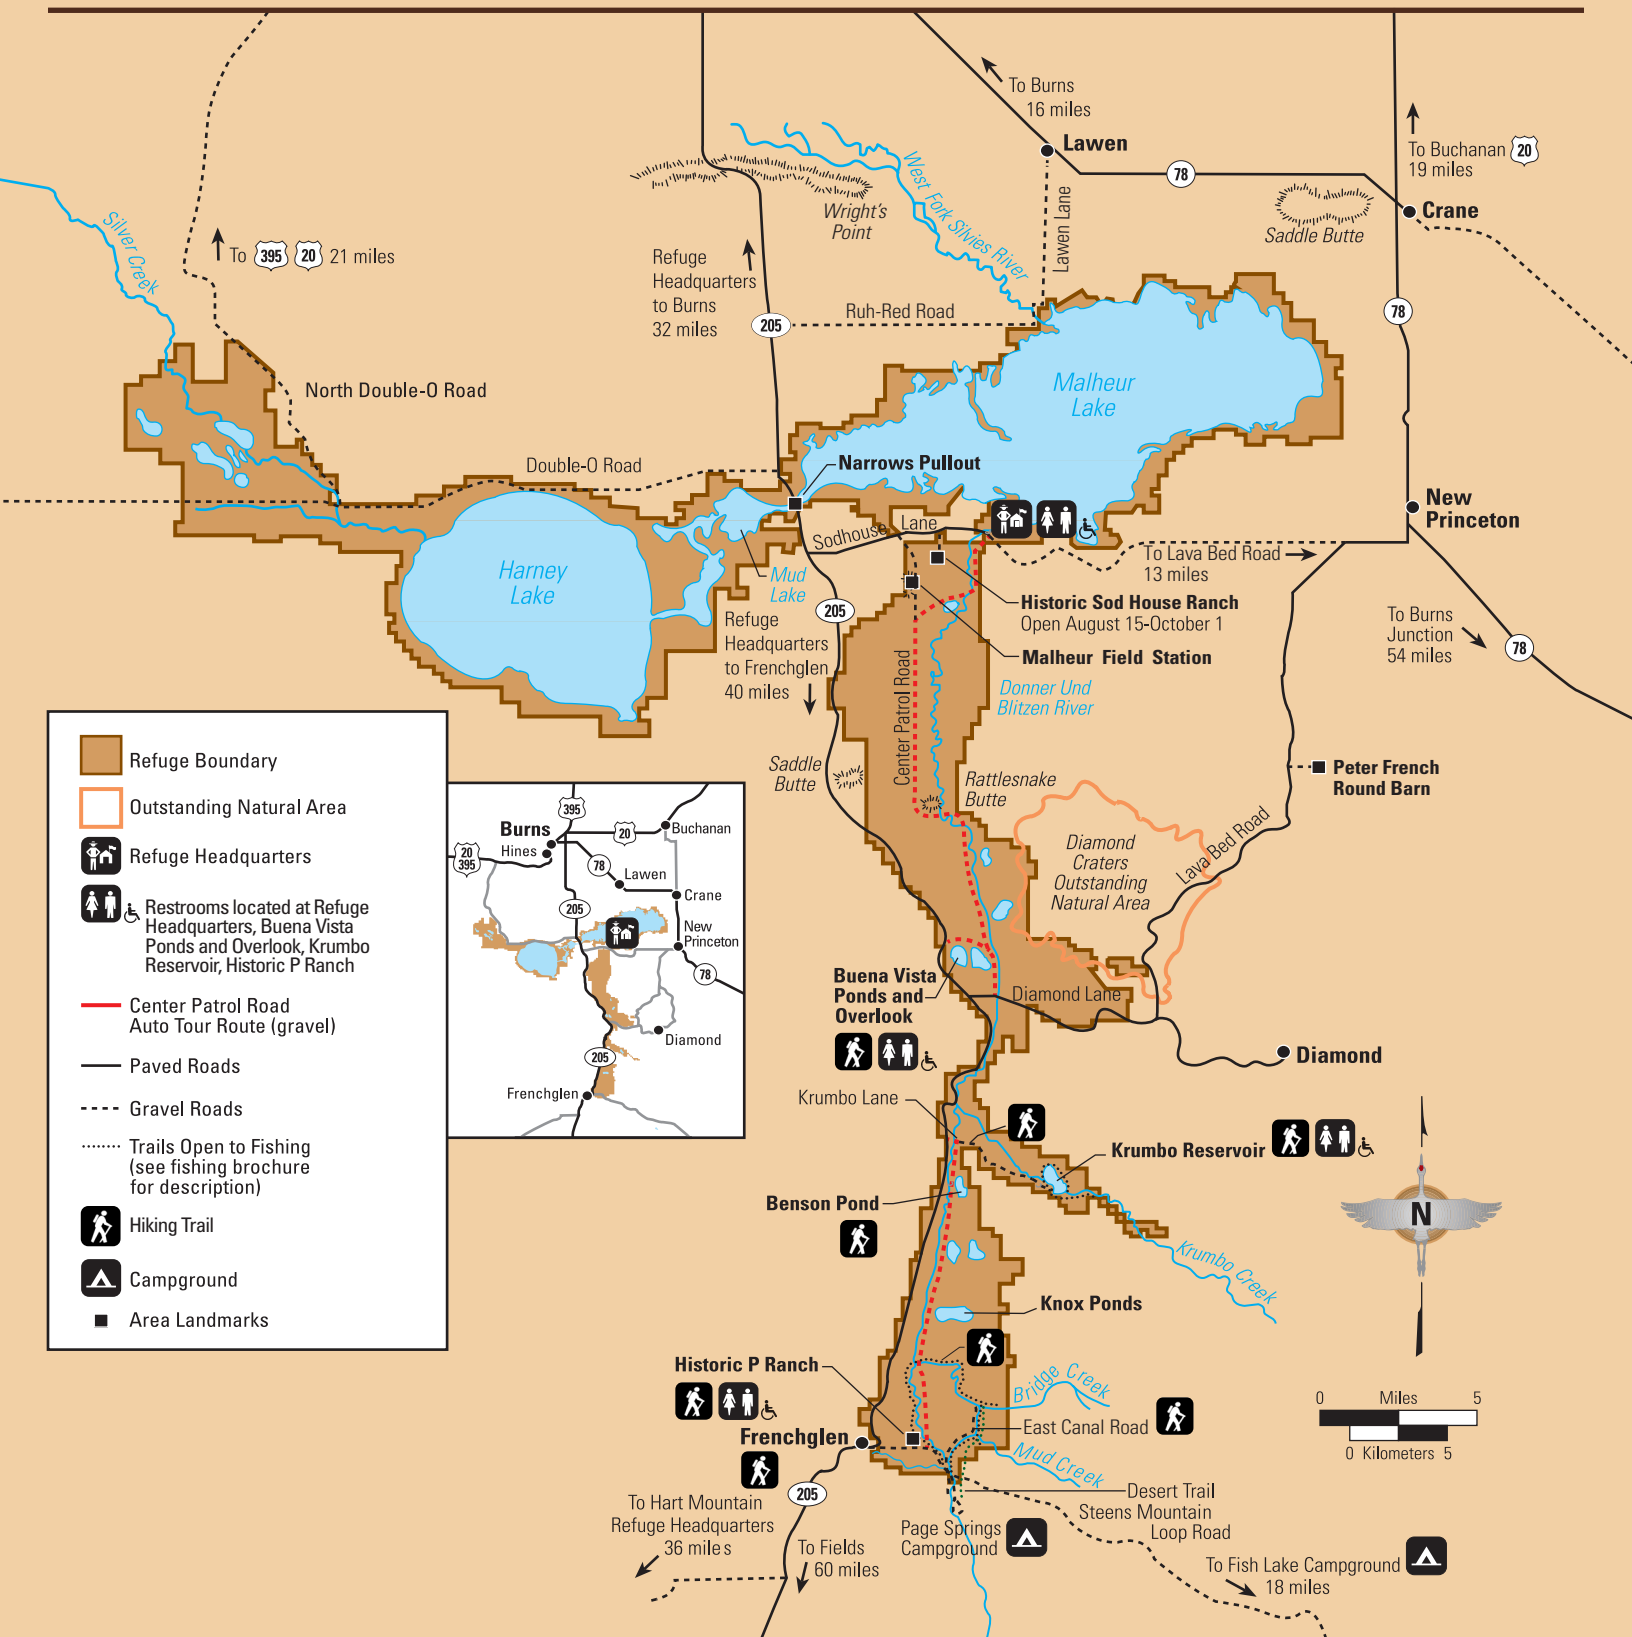 To Burns
16 miles
Lawen
78
To Buchanan 20
19 miles
Crane
Saddle Butte
Wright's
Point
West Fork Silvies River
Lawen Lane
Silver Creek
To 395 20 21 miles
Refuge
Headquarters
to Burns
32 miles
205
Ruh-Red Road
78
North Double-O Road
Malheur
Lake
Double-O Road
Narrows Pullout
New
Princeton
Sodhouse Lane
To Lava Bed Road
13 miles
Harney
Lake
Mud
Lake
205
Historic Sod House Ranch
Open August 15-October 1
Refuge
Headquarters
to Frenchglen
40 miles
To Burns
Junction
54 miles
78
Malheur Field Station
Center Patrol Road
Donner Und
Blitzen River
Saddle
Butte
Rattlesnake
Butte
Peter French
Round Barn
Diamond
Craters
Outstanding
Natural Area
Lava Bed Road
Buena Vista
Ponds and
Overlook
Diamond Lane
Diamond
Krumbo Lane
Krumbo Reservoir
Benson Pond
Krumbo Creek
N
Knox Ponds
Historic P Ranch
Bridge Creek
East Canal Road
Frenchglen
Mud Creek
205
Desert Trail
Steens Mountain
Loop Road
To Hart Mountain
Refuge Headquarters
36 miles
To Fields
60 miles
Page Springs
Campground
To Fish Lake Campground
18 miles
0 Miles 5
0 Kilometers 5
Refuge Boundary
Outstanding Natural Area
Refuge Headquarters
Restrooms located at Refuge
Headquarters, Buena Vista
Ponds and Overlook, Krumbo
Reservoir, Historic P Ranch
Center Patrol Road
Auto Tour Route (gravel)
Paved Roads
Gravel Roads
Trails Open to Fishing
(see fishing brochure
for description)
Hiking Trail
Campground
Area Landmarks
395
Burns
Hines
20
Buchanan
20
395
78
Lawen
Crane
205
New
Princeton
78
Diamond
205
Frenchglen